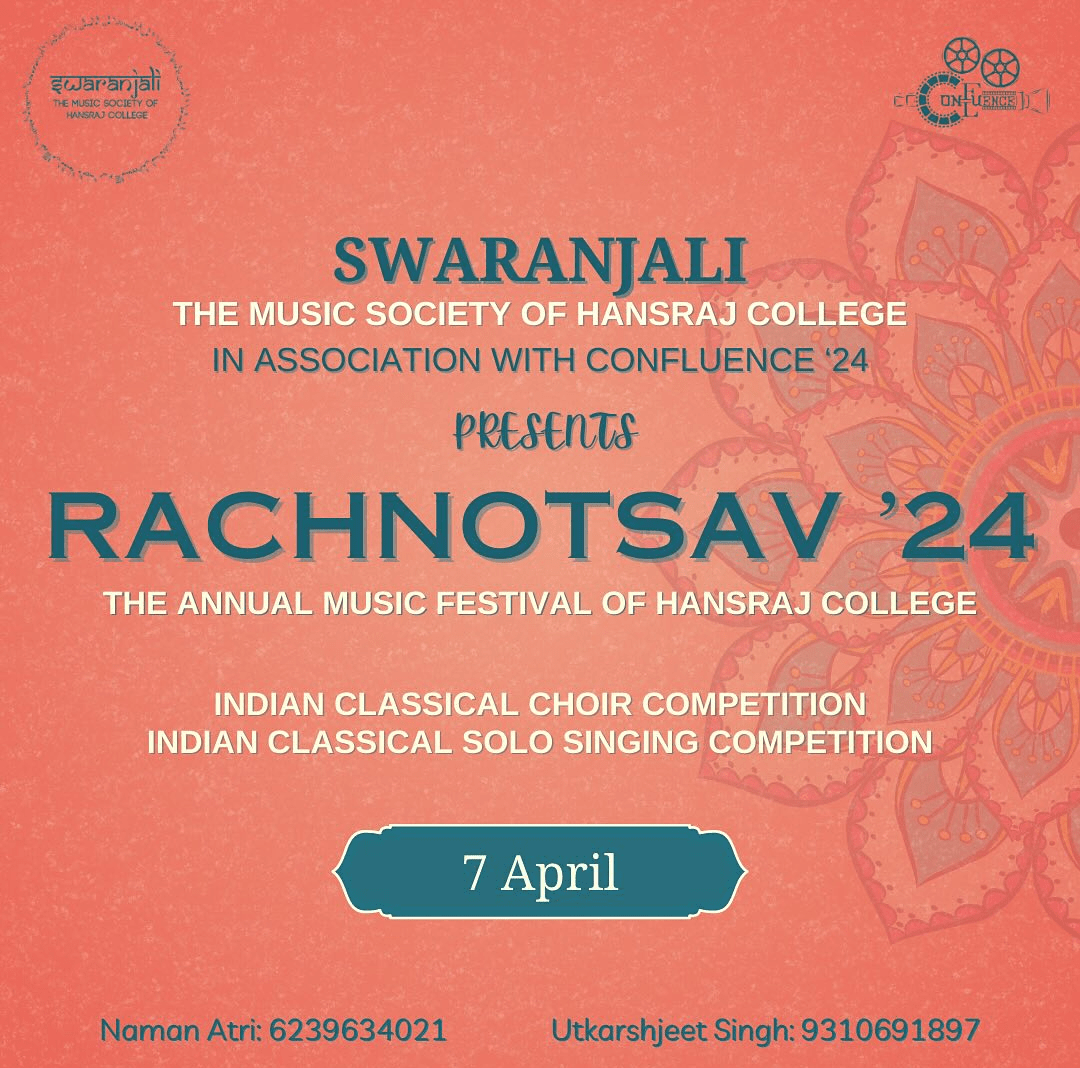 swaranjali
THE MUSIC SOCIETY OF
HANSRAJ COLLEGE
CONFLUENCE
SWARANJALI
THE MUSIC SOCIETY OF HANSRAJ COLLEGE
IN ASSOCIATION WITH CONFLUENCE ‘24
PRESENTS
RACHNOTSAV ’24
THE ANNUAL MUSIC FESTIVAL OF HANSRAJ COLLEGE
INDIAN CLASSICAL CHOIR COMPETITION
INDIAN CLASSICAL SOLO SINGING COMPETITION
7 April
Naman Atri: 6239634021
Utkarshjeet Singh: 9310691897